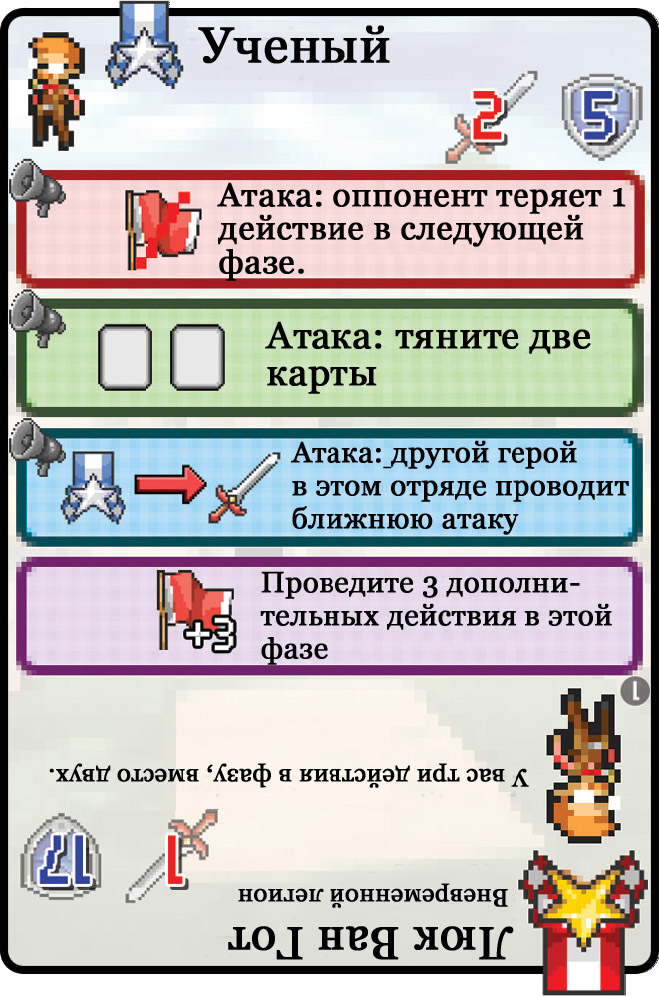 Ученый
2
5
Атака: оппонент теряет 1
действие в следующей
фазе.
Атака: тяните две
карты
Атака: другой герой
в этом отряде проводит
ближнюю атаку
Проведите 3 дополни-
тельных действия в этой
фазе
+3
1
Люк Ван Гот
Вневременной легион
1
17
У вас три действия в фазу, вместо двух.